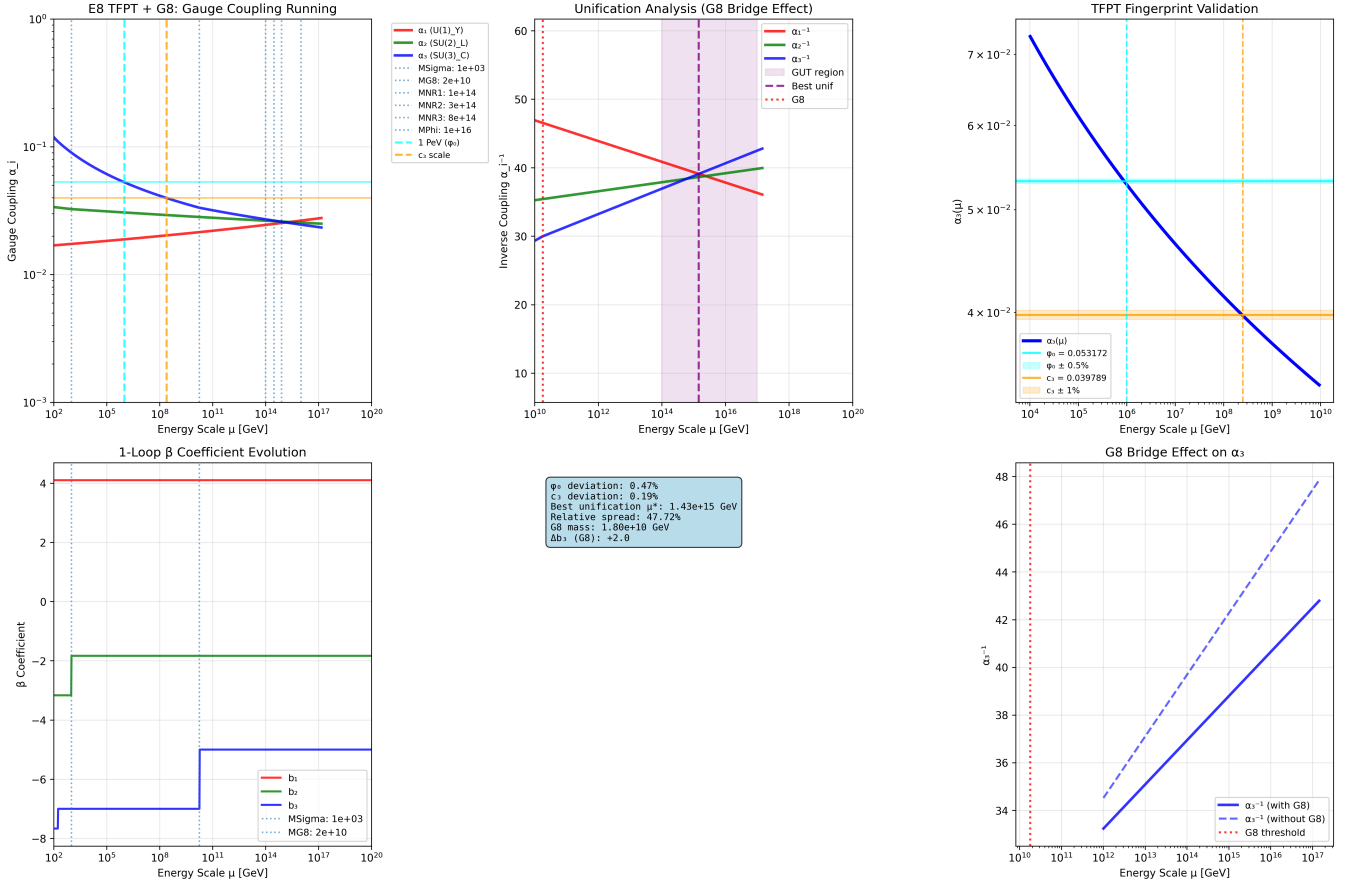 E8 TFPT + G8: Gauge Coupling Running
Gauge Coupling α_i
10⁰
10⁻¹
10⁻²
10⁻³
10² 10⁵ 10⁸ 10¹¹ 10¹⁴ 10¹⁷ 10²⁰
Energy Scale μ [GeV]
α₁ (U(1)_Y)
α₂ (SU(2)_L)
α₃ (SU(3)_C)
MSigma: 1e+03
MG8: 2e+10
MNR1: 1e+14
MNR2: 3e+14
MNR3: 8e+14
MPhi: 1e+16
1 PeV (φ₀)
c₃ scale
Unification Analysis (G8 Bridge Effect)
Inverse Coupling α_i⁻¹
60
50
40
30
20
10
10¹⁰ 10¹² 10¹⁴ 10¹⁶ 10¹⁸ 10²⁰
Energy Scale μ [GeV]
α₁⁻¹
α₂⁻¹
α₃⁻¹
GUT region
Best unif
G8
TFPT Fingerprint Validation
α₃(μ)
7 × 10⁻²
6 × 10⁻²
5 × 10⁻²
4 × 10⁻²
10⁴ 10⁵ 10⁶ 10⁷ 10⁸ 10⁹ 10¹⁰
Energy Scale μ [GeV]
α₃(μ)
φ₀ = 0.053172
φ₀ ± 0.5%
c₃ = 0.039789
c₃ ± 1%
1-Loop β Coefficient Evolution
β Coefficient
4
2
0
−2
−4
−6
−8
10² 10⁵ 10⁸ 10¹¹ 10¹⁴ 10¹⁷ 10²⁰
Energy Scale μ [GeV]
b₁
b₂
b₃
MSigma: 1e+03
MG8: 2e+10
φ₀ deviation: 0.47%
c₃ deviation: 0.19%
Best unification μ*: 1.43e+15 GeV
Relative spread: 47.72%
G8 mass: 1.80e+10 GeV
Δb₃ (G8): +2.0
G8 Bridge Effect on α₃
α₃⁻¹
48
46
44
42
40
38
36
34
10¹⁰ 10¹¹ 10¹² 10¹³ 10¹⁴ 10¹⁵ 10¹⁶ 10¹⁷
Energy Scale μ [GeV]
α₃⁻¹ (with G8)
α₃⁻¹ (without G8)
G8 threshold